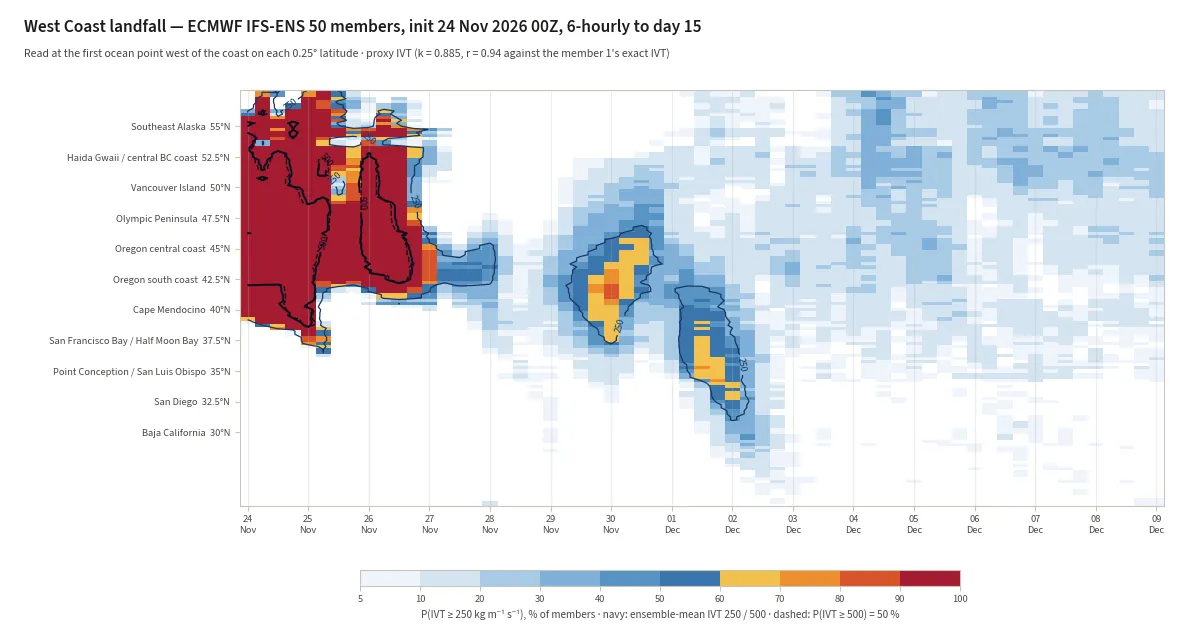 West Coast landfall — ECMWF IFS-ENS 50 members, init 24 Nov 2026 00Z, 6-hourly to day 15
Read at the first ocean point west of the coast on each 0.25° latitude · proxy IVT (k = 0.885, r = 0.94 against the member 1's exact IVT)
Southeast Alaska 55°N
Haida Gwaii / central BC coast 52.5°N
Vancouver Island 50°N
Olympic Peninsula 47.5°N
Oregon central coast 45°N
Oregon south coast 42.5°N
Cape Mendocino 40°N
San Francisco Bay / Half Moon Bay 37.5°N
Point Conception / San Luis Obispo 35°N
San Diego 32.5°N
Baja California 30°N
250
500
250
250
24 25 26 27 28 29 30 01 02 03 04 05 06 07 08 09
Nov Nov Nov Nov Nov Nov Nov Dec Dec Dec Dec Dec Dec Dec Dec Dec
5 10 20 30 40 50 60 70 80 90 100
P(IVT ≥ 250 kg m⁻¹ s⁻¹), % of members · navy: ensemble-mean IVT 250 / 500 · dashed: P(IVT ≥ 500) = 50 %